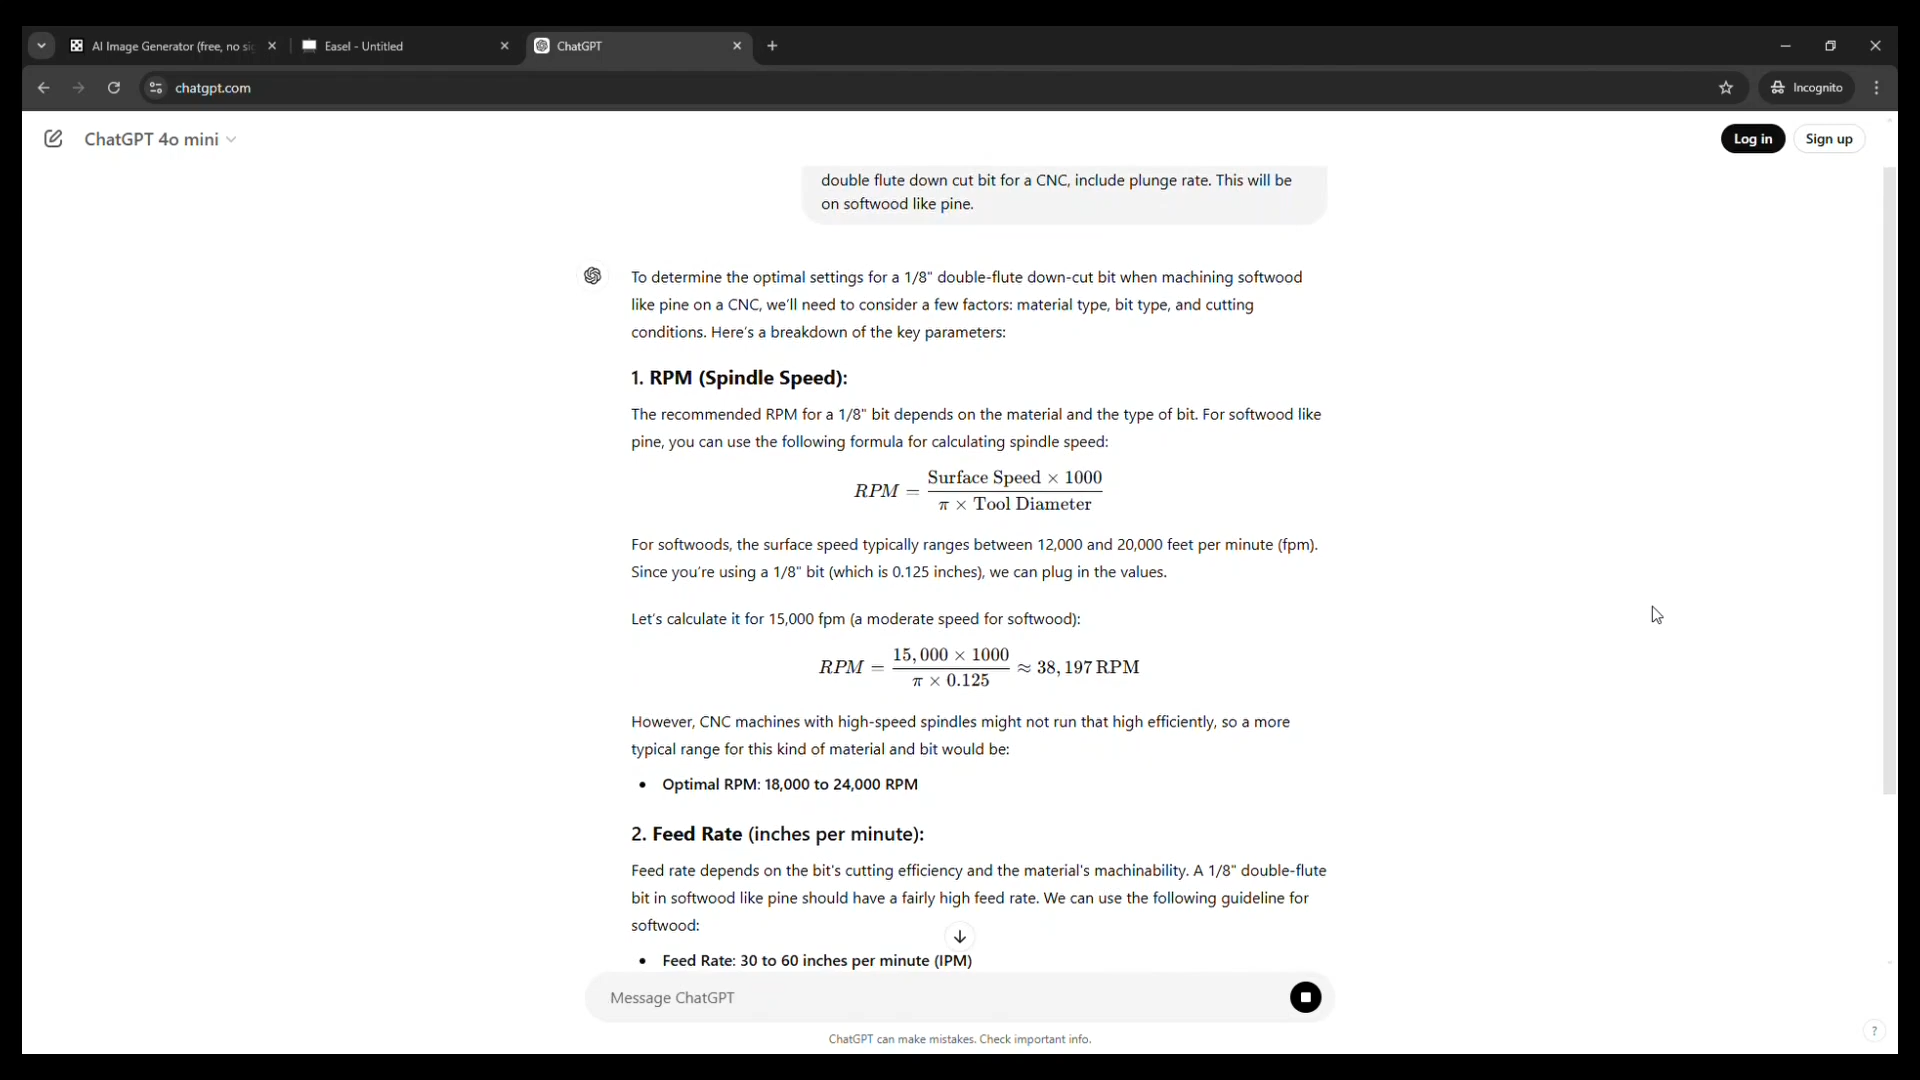 AI Image Generator (free, no si
Easel - Untitled
ChatGPT
chatgpt.com
Incognito
ChatGPT 4o mini
Log in
Sign up
double flute down cut bit for a CNC, include plunge rate. This will be
on softwood like pine.
To determine the optimal settings for a 1/8" double-flute down-cut bit when machining softwood
like pine on a CNC, we'll need to consider a few factors: material type, bit type, and cutting
conditions. Here's a breakdown of the key parameters:
1. RPM (Spindle Speed):
The recommended RPM for a 1/8" bit depends on the material and the type of bit. For softwood like
pine, you can use the following formula for calculating spindle speed:
RPM = Surface Speed × 1000
π × Tool Diameter
For softwoods, the surface speed typically ranges between 12,000 and 20,000 feet per minute (fpm).
Since you're using a 1/8" bit (which is 0.125 inches), we can plug in the values.
Let's calculate it for 15,000 fpm (a moderate speed for softwood):
RPM = 15,000 × 1000 ≈ 38,197 RPM
π × 0.125
However, CNC machines with high-speed spindles might not run that high efficiently, so a more
typical range for this kind of material and bit would be:
• Optimal RPM: 18,000 to 24,000 RPM
2. Feed Rate (inches per minute):
Feed rate depends on the bit's cutting efficiency and the material's machinability. A 1/8" double-flute
bit in softwood like pine should have a fairly high feed rate. We can use the following guideline for
softwood:
• Feed Rate: 30 to 60 inches per minute (IPM)
Message ChatGPT
ChatGPT can make mistakes. Check important info.
?